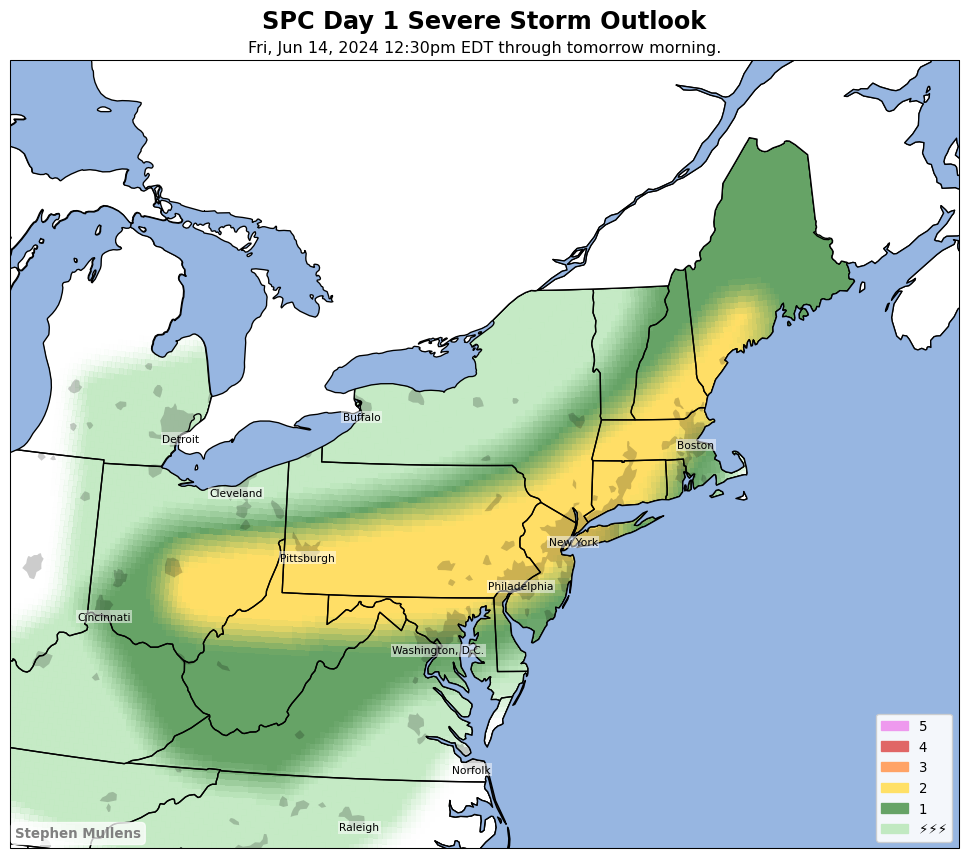 SPC Day 1 Severe Storm Outlook
Fri, Jun 14, 2024 12:30pm EDT through tomorrow morning.
Buffalo
Detroit
Boston
Cleveland
New York
Pittsburgh
Philadelphia
Cincinnati
Washington, D.C.
Norfolk
Raleigh
5
4
3
2
1
⚡⚡⚡
Stephen Mullens